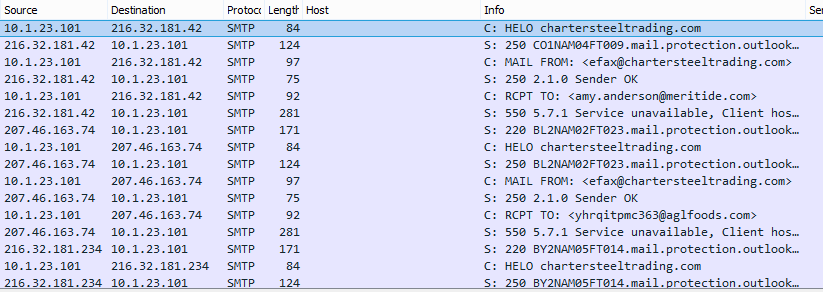 Source Destination Protocc Length Host Info Ser
10.1.23.101 216.32.181.42 SMTP 84 C: HELO chartersteeltrading.com
216.32.181.42 10.1.23.101 SMTP 124 S: 250 CO1NAM04FT009.mail.protection.outlook…
10.1.23.101 216.32.181.42 SMTP 97 C: MAIL FROM: <efax@chartersteeltrading.com>
216.32.181.42 10.1.23.101 SMTP 75 S: 250 2.1.0 Sender OK
10.1.23.101 216.32.181.42 SMTP 92 C: RCPT TO: <amy.anderson@meritide.com>
216.32.181.42 10.1.23.101 SMTP 281 S: 550 5.7.1 Service unavailable, Client hos…
207.46.163.74 10.1.23.101 SMTP 171 S: 220 BL2NAM02FT023.mail.protection.outlook…
10.1.23.101 207.46.163.74 SMTP 84 C: HELO chartersteeltrading.com
207.46.163.74 10.1.23.101 SMTP 124 S: 250 BL2NAM02FT023.mail.protection.outlook…
10.1.23.101 207.46.163.74 SMTP 97 C: MAIL FROM: <efax@chartersteeltrading.com>
207.46.163.74 10.1.23.101 SMTP 75 S: 250 2.1.0 Sender OK
10.1.23.101 207.46.163.74 SMTP 92 C: RCPT TO: <yhrqitpmc363@aglfoods.com>
207.46.163.74 10.1.23.101 SMTP 281 S: 550 5.7.1 Service unavailable, Client hos…
216.32.181.234 10.1.23.101 SMTP 171 S: 220 BY2NAM05FT014.mail.protection.outlook…
10.1.23.101 216.32.181.234 SMTP 84 C: HELO chartersteeltrading.com
216.32.181.234 10.1.23.101 SMTP 124 S: 250 BY2NAM05FT014.mail.protection.outlook…